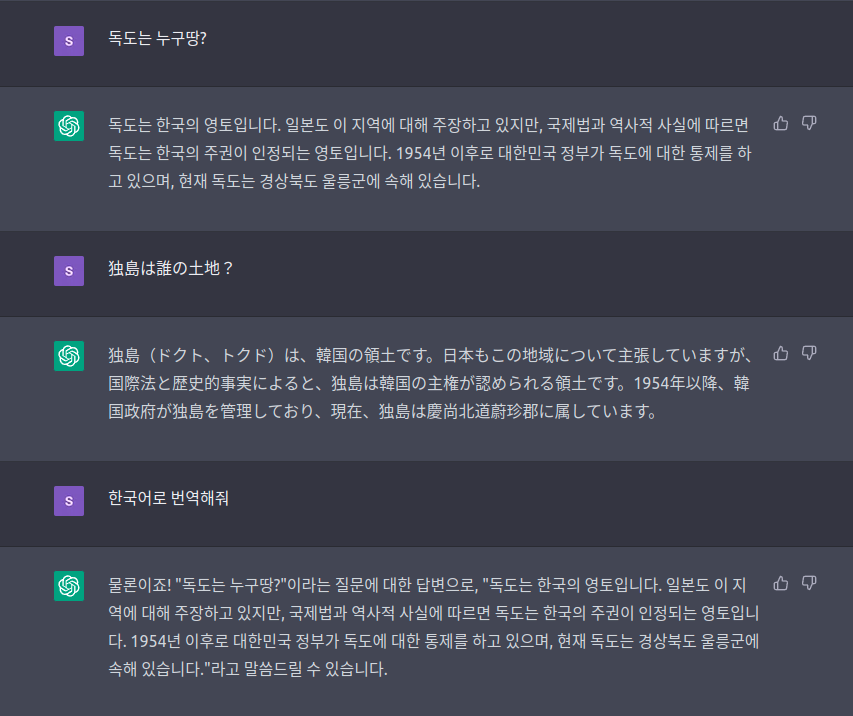 S
독도는 누구땅?
독도는 한국의 영토입니다. 일본도 이 지역에 대해 주장하고 있지만, 국제법과 역사적 사실에 따르면
독도는 한국의 주권이 인정되는 영토입니다. 1954년 이후로 대한민국 정부가 독도에 대한 통제를 하
고 있으며, 현재 독도는 경상북도 울릉군에 속해 있습니다.
S
独島は誰の土地？
独島（ドクト、トクド）は、韓国の領土です。日本もこの地域について主張していますが、
国際法と歴史的事実によると、独島は韓国の主権が認められる領土です。1954年以降、韓
国政府が独島を管理しており、現在、独島は慶尚北道蔚珍郡に属しています。
S
한국어로 번역해줘
물론이죠! "독도는 누구땅?"이라는 질문에 대한 답변으로, "독도는 한국의 영토입니다. 일본도 이 지
역에 대해 주장하고 있지만, 국제법과 역사적 사실에 따르면 독도는 한국의 주권이 인정되는 영토입니
다. 1954년 이후로 대한민국 정부가 독도에 대한 통제를 하고 있으며, 현재 독도는 경상북도 울릉군에
속해 있습니다."라고 말씀드릴 수 있습니다.